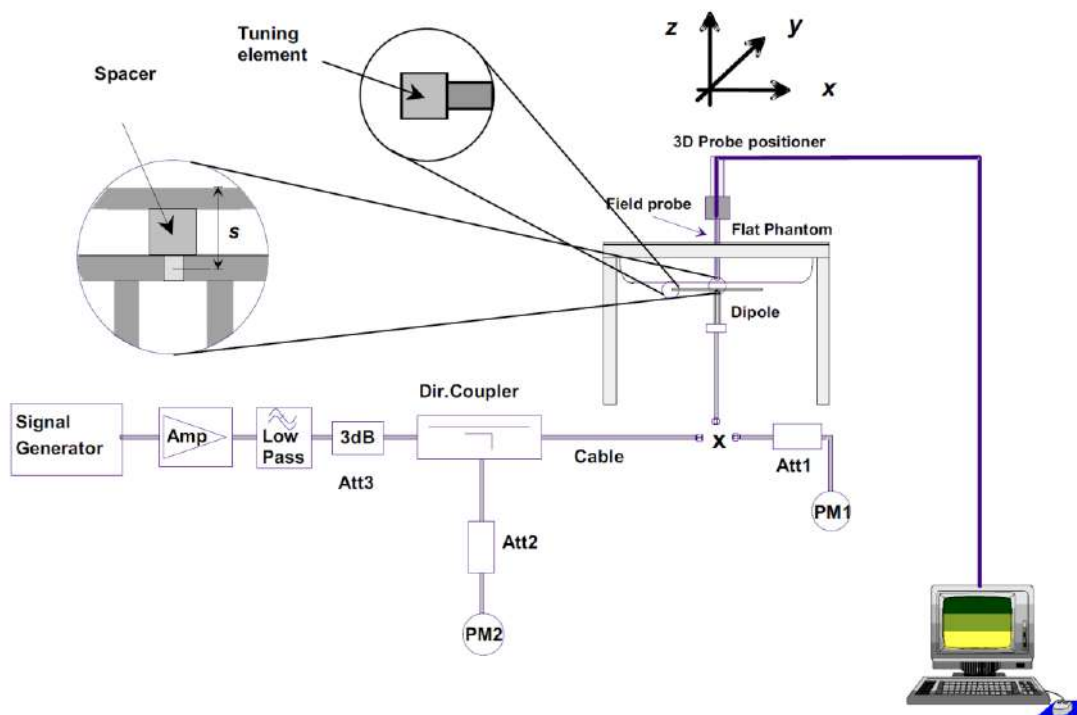 Tuning
element
Spacer
z
y
x
3D Probe positioner
s
Field probe
Flat Phantom
Dipole
Dir.Coupler
Signal
Generator
Amp
Low
Pass
3dB
Att3
Cable
x
Att1
PM1
Att2
PM2